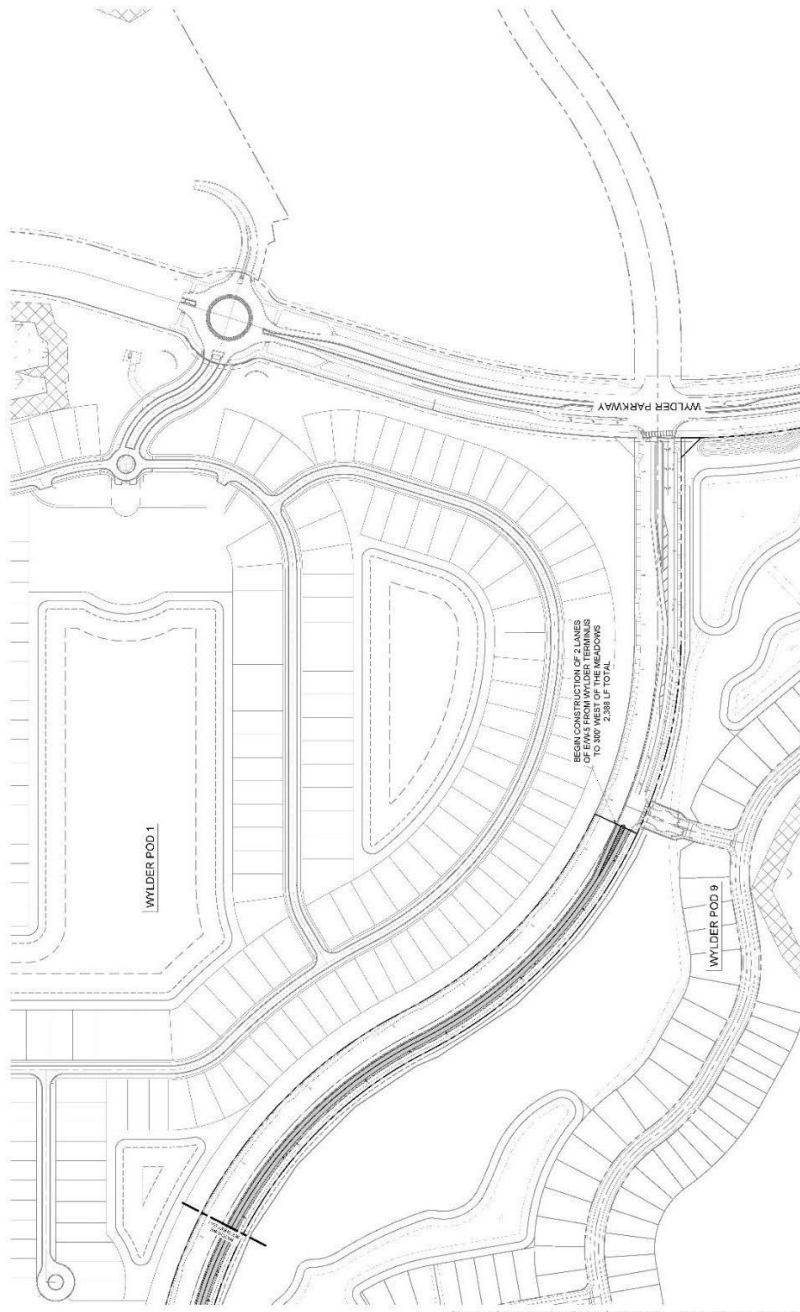 WYLDER PARKWAY
BEGIN CONSTRUCTION OF 2 LANES
OF E/W-5 FROM WYLDER TERMINUS
TO 300' WEST OF THE MEADOWS
2,388 LF TOTAL
WYLDER POD 1
WYLDER POD 9